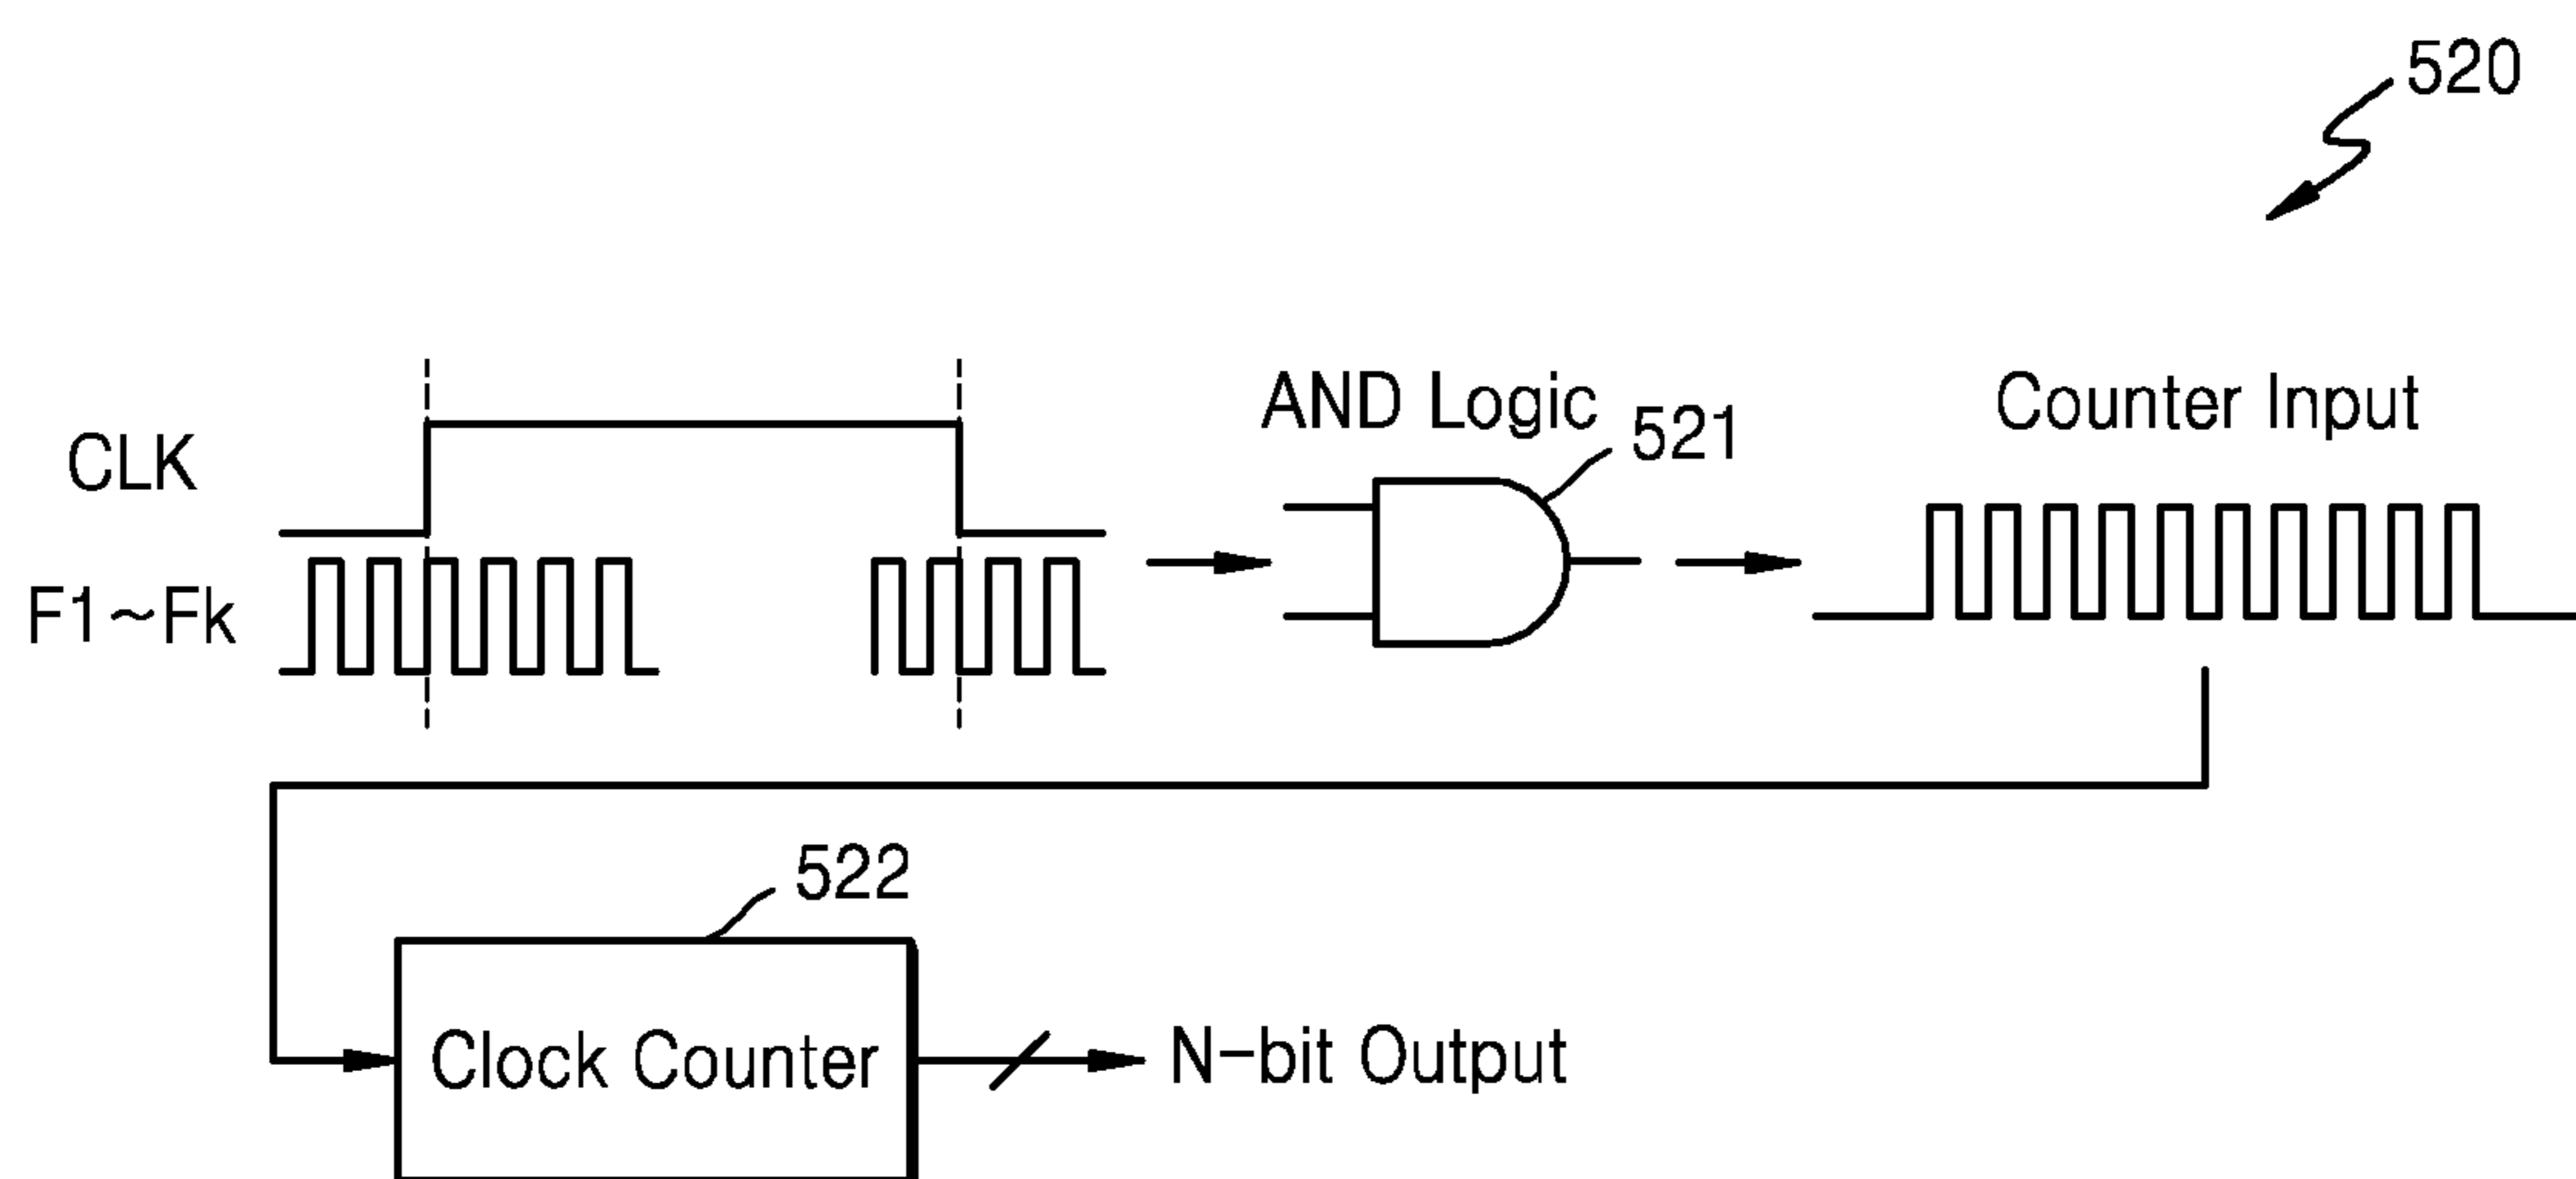 520
AND Logic
Counter Input
CLK
521
F1~Fk
522
Clock Counter
N-bit Output